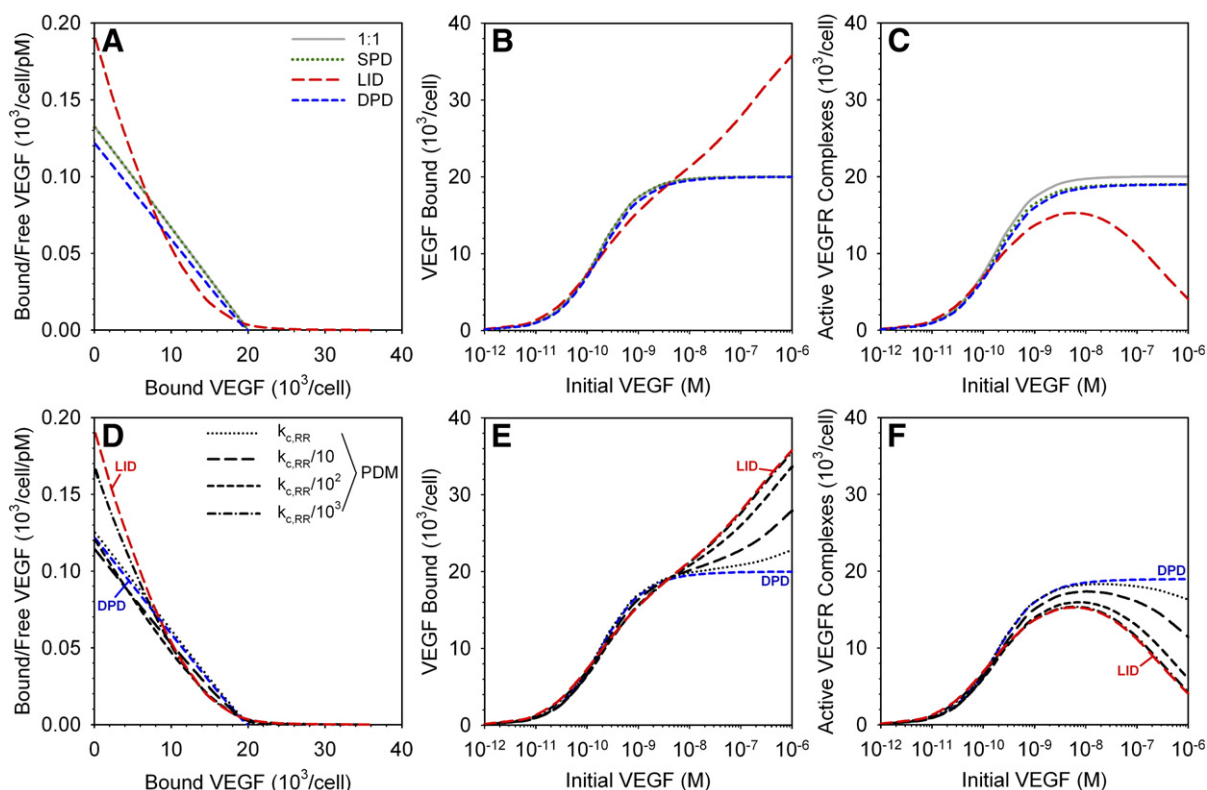 A
B
C
0.20
0.15
0.10
0.05
0.00
Bound/Free VEGF (10³/cell/pM)
1:1
SPD
LID
DPD
0 10 20 30 40
Bound VEGF (10³/cell)
40
30
20
10
0
VEGF Bound (10³/cell)
10⁻¹² 10⁻¹¹ 10⁻¹⁰ 10⁻⁹ 10⁻⁸ 10⁻⁷ 10⁻⁶
Initial VEGF (M)
40
30
20
10
0
Active VEGFR Complexes (10³/cell)
10⁻¹² 10⁻¹¹ 10⁻¹⁰ 10⁻⁹ 10⁻⁸ 10⁻⁷ 10⁻⁶
Initial VEGF (M)
D
E
F
0.20
0.15
0.10
0.05
0.00
Bound/Free VEGF (10³/cell/pM)
LID
DPD
k_c,RR
k_c,RR/10
k_c,RR/10²
k_c,RR/10³
PDM
0 10 20 30 40
Bound VEGF (10³/cell)
40
30
20
10
0
VEGF Bound (10³/cell)
LID
DPD
10⁻¹² 10⁻¹¹ 10⁻¹⁰ 10⁻⁹ 10⁻⁸ 10⁻⁷ 10⁻⁶
Initial VEGF (M)
40
30
20
10
0
Active VEGFR Complexes (10³/cell)
DPD
LID
10⁻¹² 10⁻¹¹ 10⁻¹⁰ 10⁻⁹ 10⁻⁸ 10⁻⁷ 10⁻⁶
Initial VEGF (M)